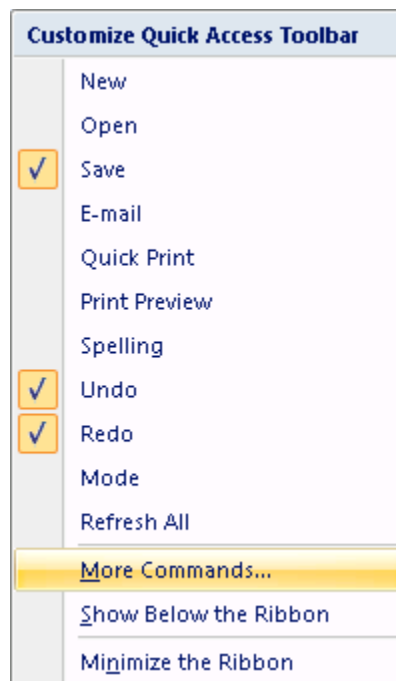 Customize Quick Access Toolbar
New
Open
Save
E-mail
Quick Print
Print Preview
Spelling
Undo
Redo
Mode
Refresh All
More Commands...
Show Below the Ribbon
Minimize the Ribbon